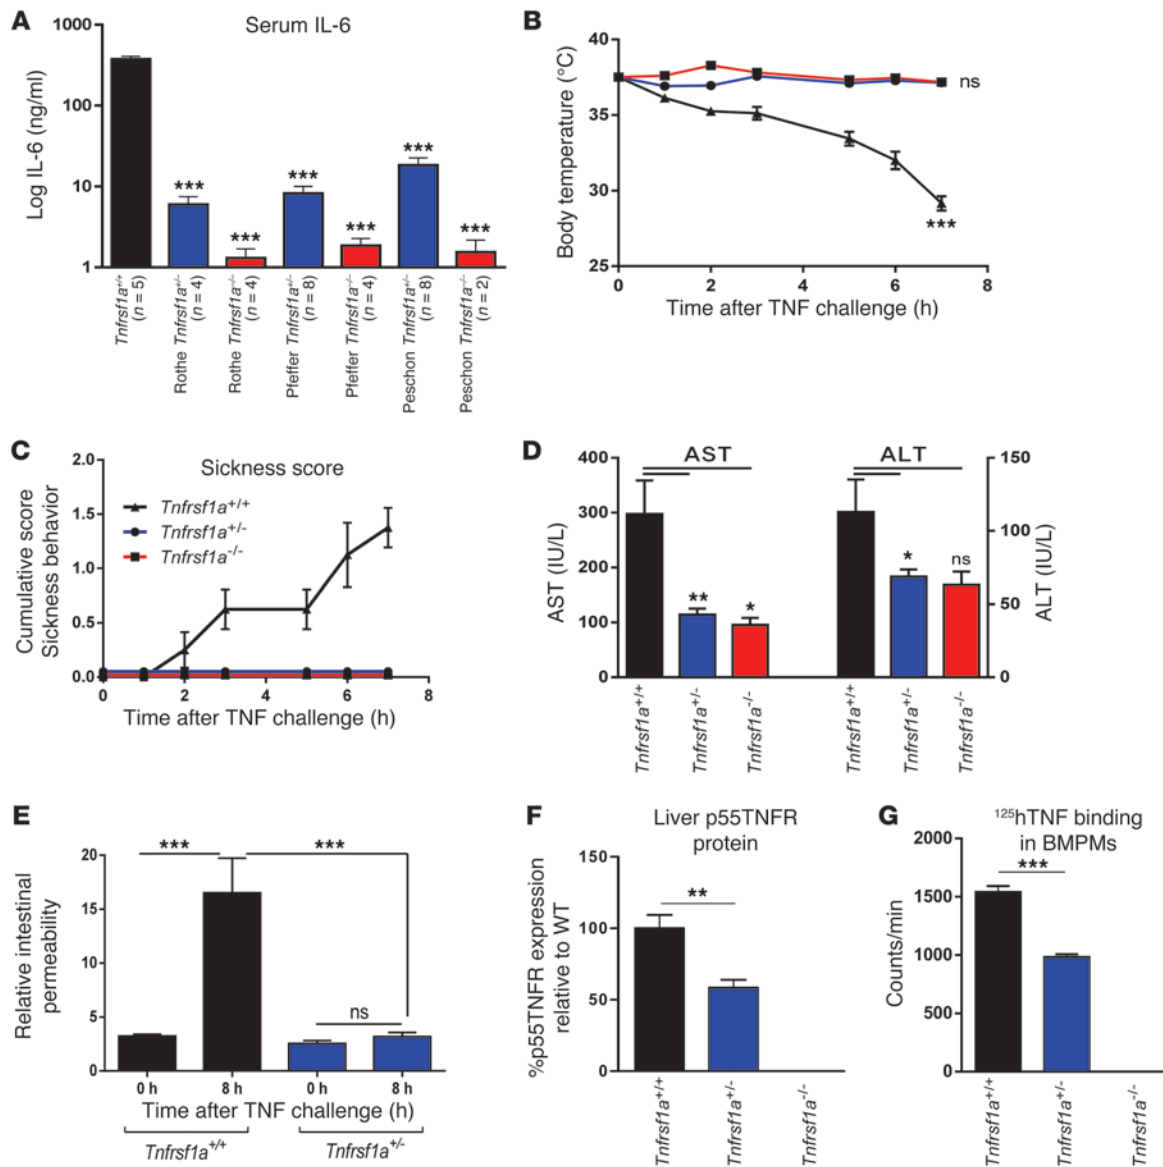 A
Serum IL-6
Log IL-6 (ng/ml)
1000
100
10
1
***
***
***
***
***
***
Tnfrsf1a+/+
(n = 5)
Rothe Tnfrsf1a+/-
(n = 4)
Rothe Tnfrsf1a-/-
(n = 4)
Pfeffer Tnfrsf1a+/-
(n = 8)
Pfeffer Tnfrsf1a-/-
(n = 4)
Peschon Tnfrsf1a+/-
(n = 8)
Peschon Tnfrsf1a-/-
(n = 2)
B
Body temperature (°C)
40
35
30
25
ns
***
0 2 4 6 8
Time after TNF challenge (h)
C
Sickness score
Cumulative score
Sickness behavior
2.0
1.5
1.0
0.5
0.0
Tnfrsf1a+/+
Tnfrsf1a+/-
Tnfrsf1a-/-
0 2 4 6 8
Time after TNF challenge (h)
D
AST ALT
AST (IU/L)
400
300
200
100
0
** *
* ns
150
100
50
0
ALT (IU/L)
Tnfrsf1a+/+
Tnfrsf1a+/-
Tnfrsf1a-/-
Tnfrsf1a+/+
Tnfrsf1a+/-
Tnfrsf1a-/-
E
Relative intestinal
permeability
20
15
10
5
0
*** ***
ns
0 h 8 h 0 h 8 h
Time after TNF challenge (h)
Tnfrsf1a+/+ Tnfrsf1a+/-
F
Liver p55TNFR
protein
%p55TNFR expression
relative to WT
150
100
50
0
**
Tnfrsf1a+/+
Tnfrsf1a+/-
Tnfrsf1a-/-
G
125hTNF binding
in BMPMs
Counts/min
2000
1500
1000
500
0
***
Tnfrsf1a+/+
Tnfrsf1a+/-
Tnfrsf1a-/-